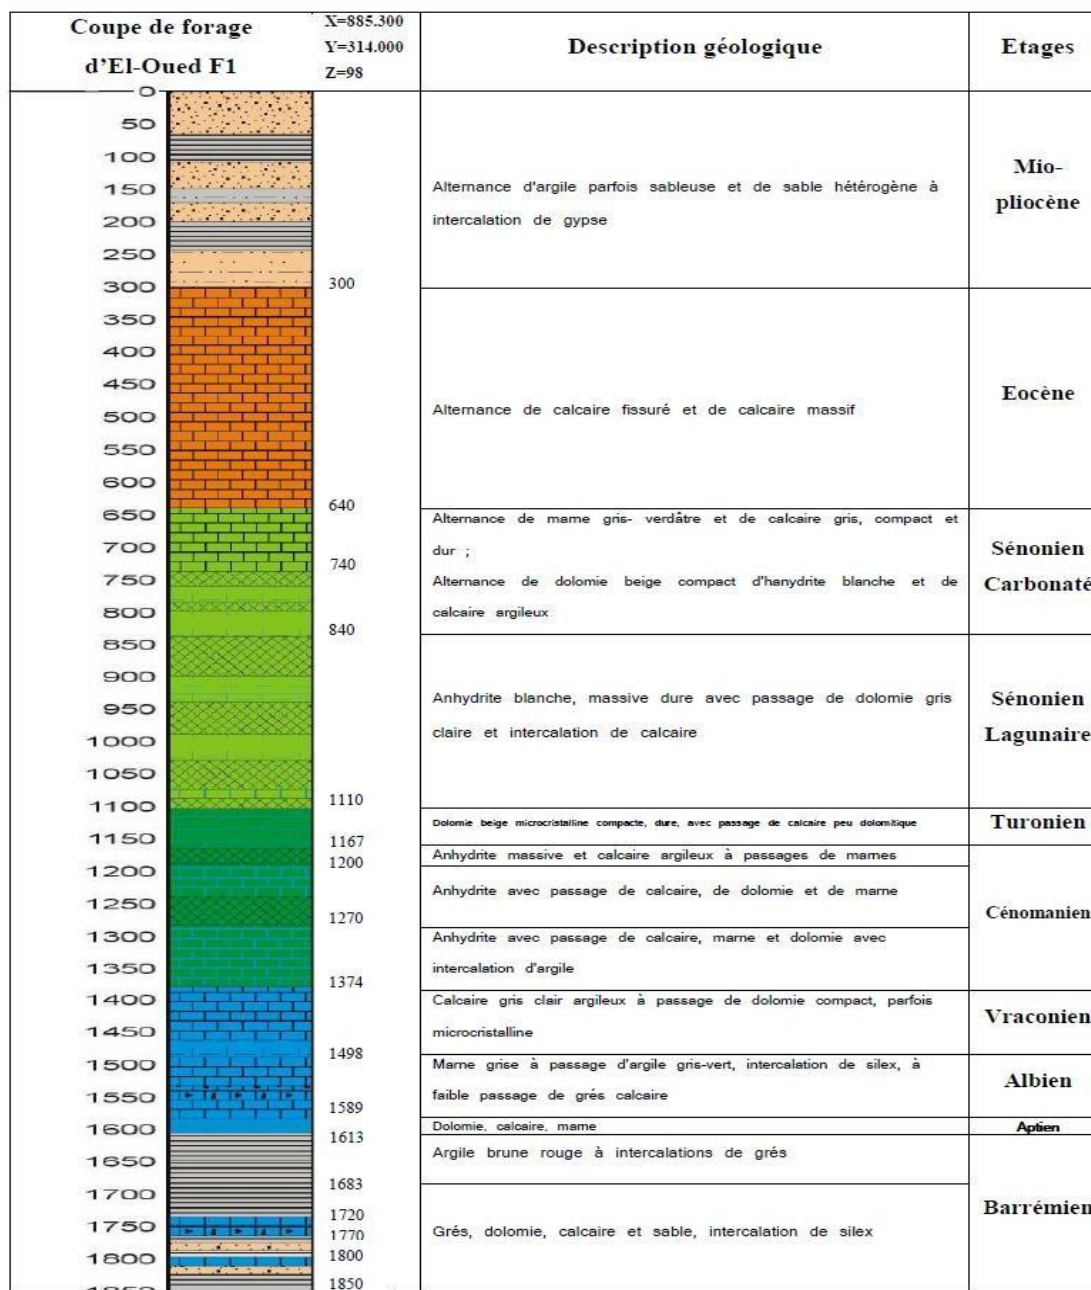 Coupe de forage
d'El-Oued F1
X=885.300
Y=314.000
Z=98
Description géologique
Etages
0
50
100
150
200
250
300
350
400
450
500
550
600
650
700
750
800
850
900
950
1000
1050
1100
1150
1200
1250
1300
1350
1400
1450
1500
1550
1600
1650
1700
1750
1800
300
640
740
840
1110
1167
1200
1270
1374
1498
1589
1613
1683
1720
1770
1800
1850
Alternance d'argile parfois sableuse et de sable hétérogène à
intercalation de gypse
Mio-
pliocène
Alternance de calcaire fissuré et de calcaire massif
Eocène
Alternance de marne gris- verdâtre et de calcaire gris, compact et
dur ;
Alternance de dolomie beige compact d'hanydrite blanche et de
calcaire argileux
Sénonien
Carbonaté
Anhydrite blanche, massive dure avec passage de dolomie gris
claire et intercalation de calcaire
Sénonien
Lagunaire
Dolomie beige microcristalline compacte, dure, avec passage de calcaire peu dolomitique
Turonien
Anhydrite massive et calcaire argileux à passages de marnes
Anhydrite avec passage de calcaire, de dolomie et de marne
Anhydrite avec passage de calcaire, marne et dolomie avec
intercalation d'argile
Cénomanien
Calcaire gris clair argileux à passage de dolomie compact, parfois
microcristalline
Vraconien
Marne grise à passage d'argile gris-vert, intercalation de silex, à
faible passage de grés calcaire
Albien
Dolomie, calcaire, marne
Aptien
Argile brune rouge à intercalations de grés
Grés, dolomie, calcaire et sable, intercalation de silex
Barrémien